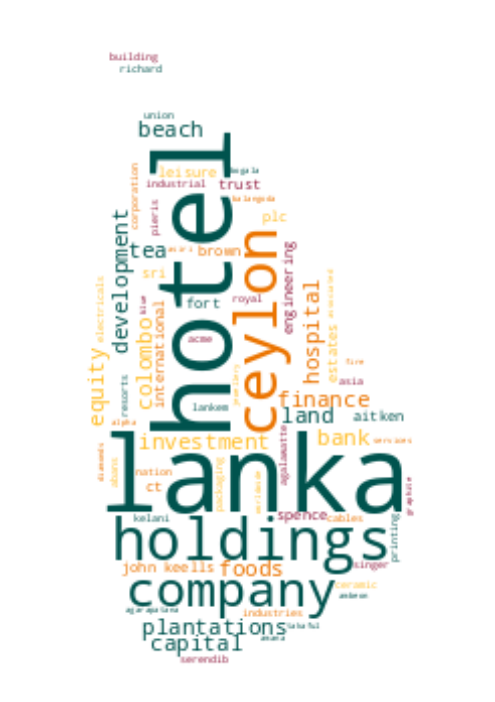 building
richard
union
beach
hotel
leisure
industrial
trust
corporation
pieris
plc
development
tea
brown
ceylon
engineering
sri
fort
royal
electricals
colombo
international
acme
hospital
estates
equity
resorts
asia
fire
lankem
finance
land
aitken
alpha
lanka
investment
bank
services
diamonds
abans
nation
ct
packaging
agalawatte
graphite
kelani
spence
cables
printing
holdings
john keells
foods
singer
company
ceramic
industries
plantations
capital
serendib